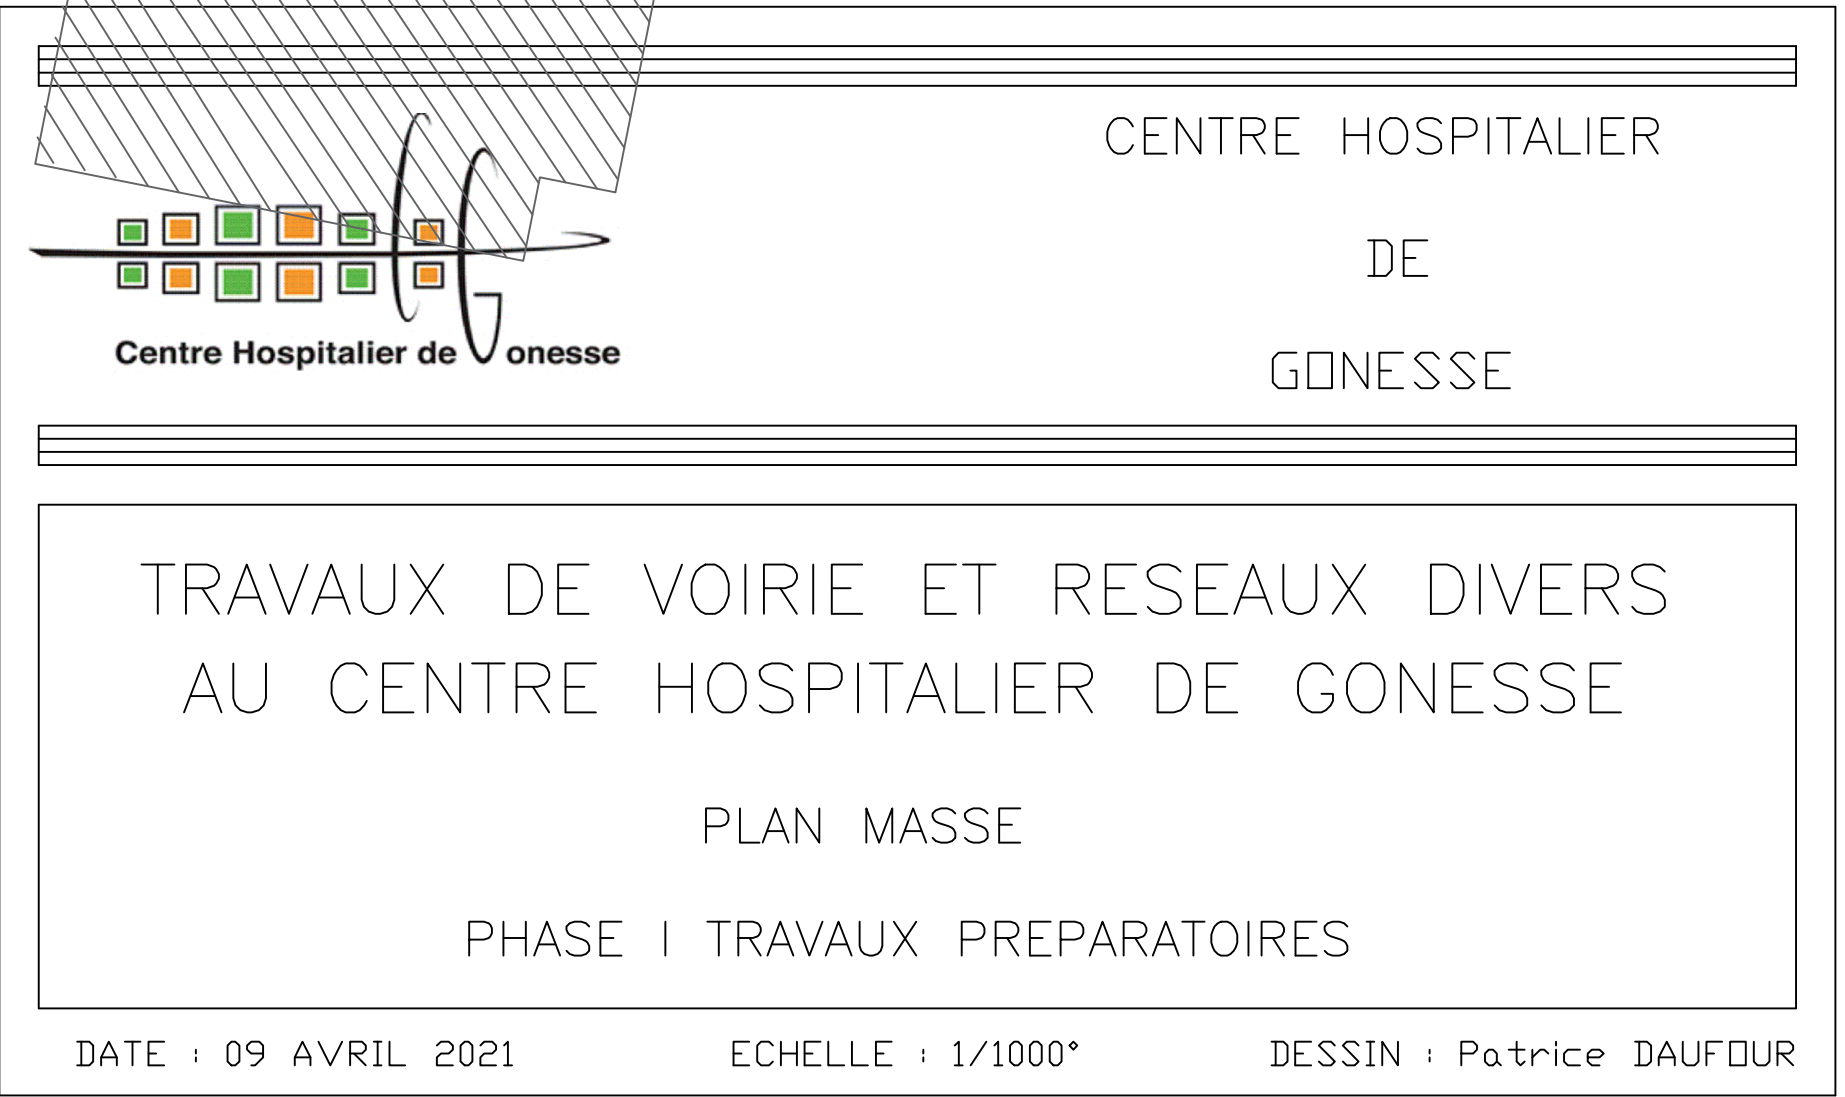 CENTRE HOSPITALIER
DE
GONESSE
Centre Hospitalier de Gonesse
TRAVAUX DE VOIRIE ET RESEAUX DIVERS
AU CENTRE HOSPITALIER DE GONESSE
PLAN MASSE
PHASE I TRAVAUX PREPARATOIRES
DATE : 09 AVRIL 2021
ECHELLE : 1/1000°
DESSIN : Patrice DAUFOUR